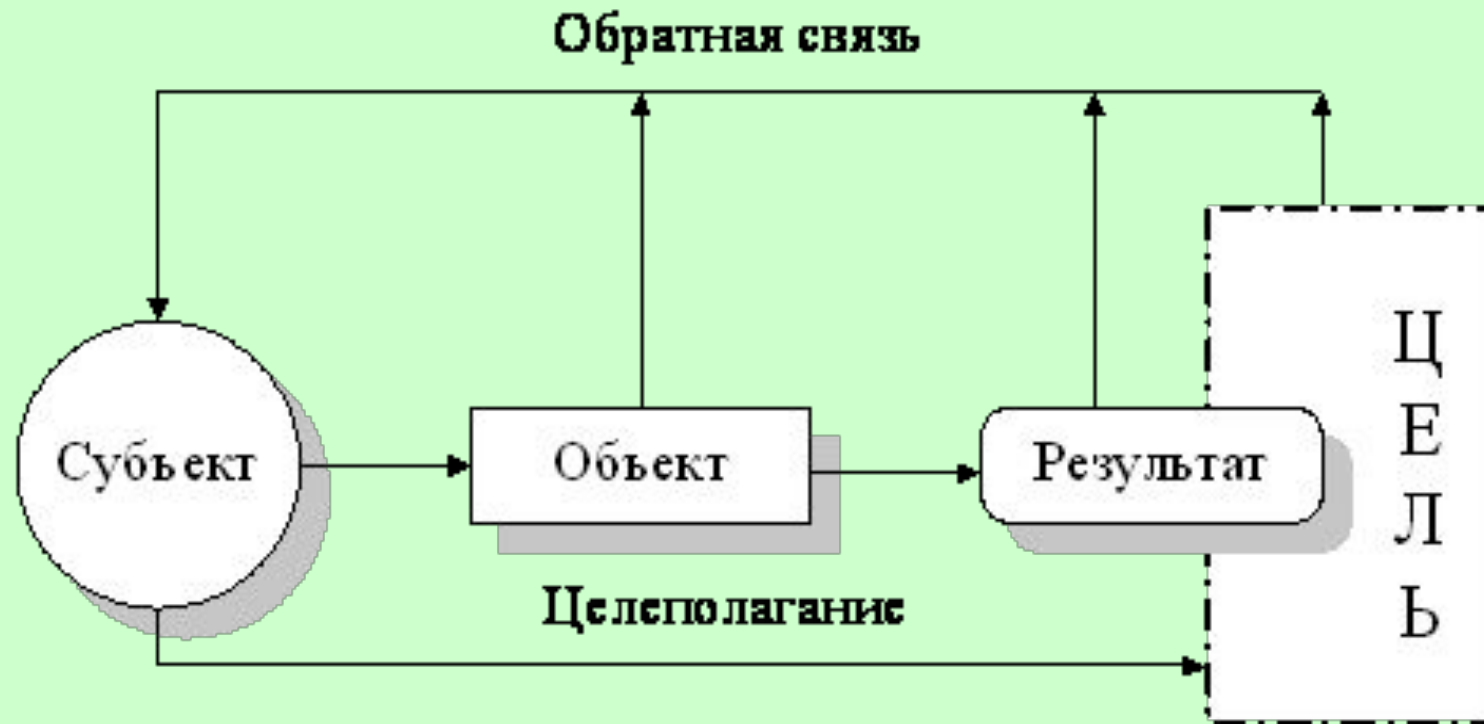 Обратная связь
Субъект
Объект
Результат
Ц
Е
Л
Ь
Целеполагание